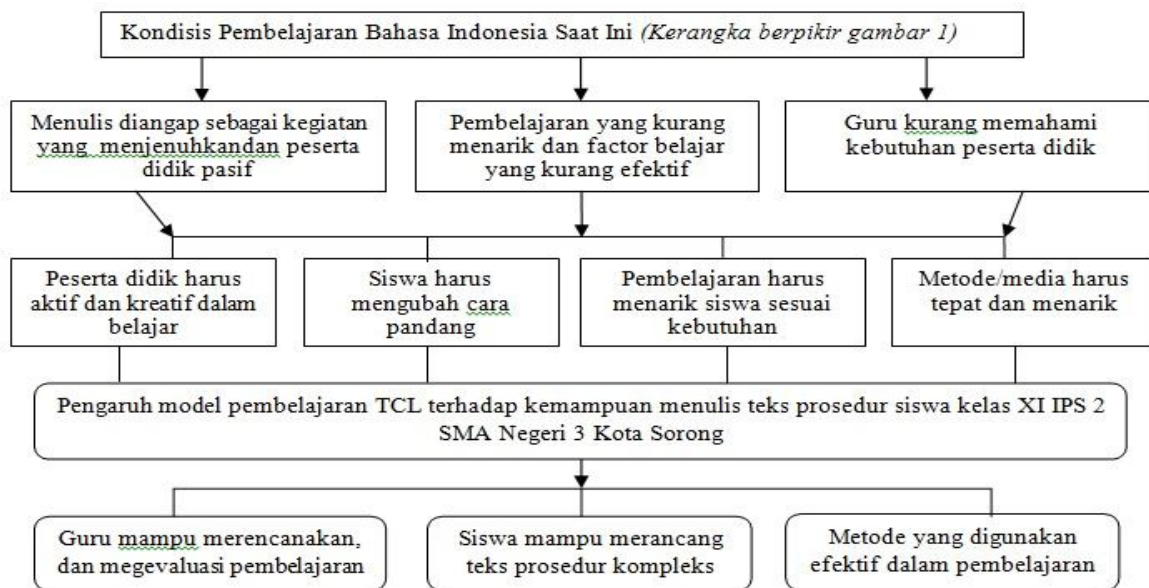 Kondisis Pembelajaran Bahasa Indonesia Saat Ini (Kerangka berpikir gambar 1)
Menulis diangap sebagai kegiatan
yang menjenuhkandan peserta
didik pasif
Pembelajaran yang kurang
menarik dan factor belajar
yang kurang efektif
Guru kurang memahami
kebutuhan peserta didik
Peserta didik harus
aktif dan kreatif dalam
belajar
Siswa harus
mengubah cara
pandang
Pembelajaran harus
menarik siswa sesuai
kebutuhan
Metode/media harus
tepat dan menarik
Pengaruh model pembelajaran TCL terhadap kemampuan menulis teks prosedur siswa kelas XI IPS 2
SMA Negeri 3 Kota Sorong
Guru mampu merencanakan,
dan megevaluasi pembelajaran
Siswa mampu merancang
teks prosedur kompleks
Metode yang digunakan
efektif dalam pembelajaran